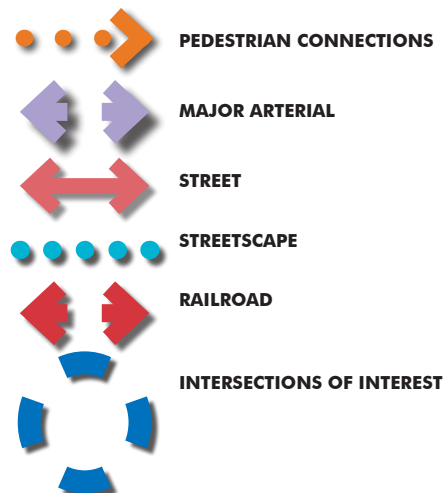 PEDESTRIAN CONNECTIONS
MAJOR ARTERIAL
STREET
STREETSCAPE
RAILROAD
INTERSECTIONS OF INTEREST